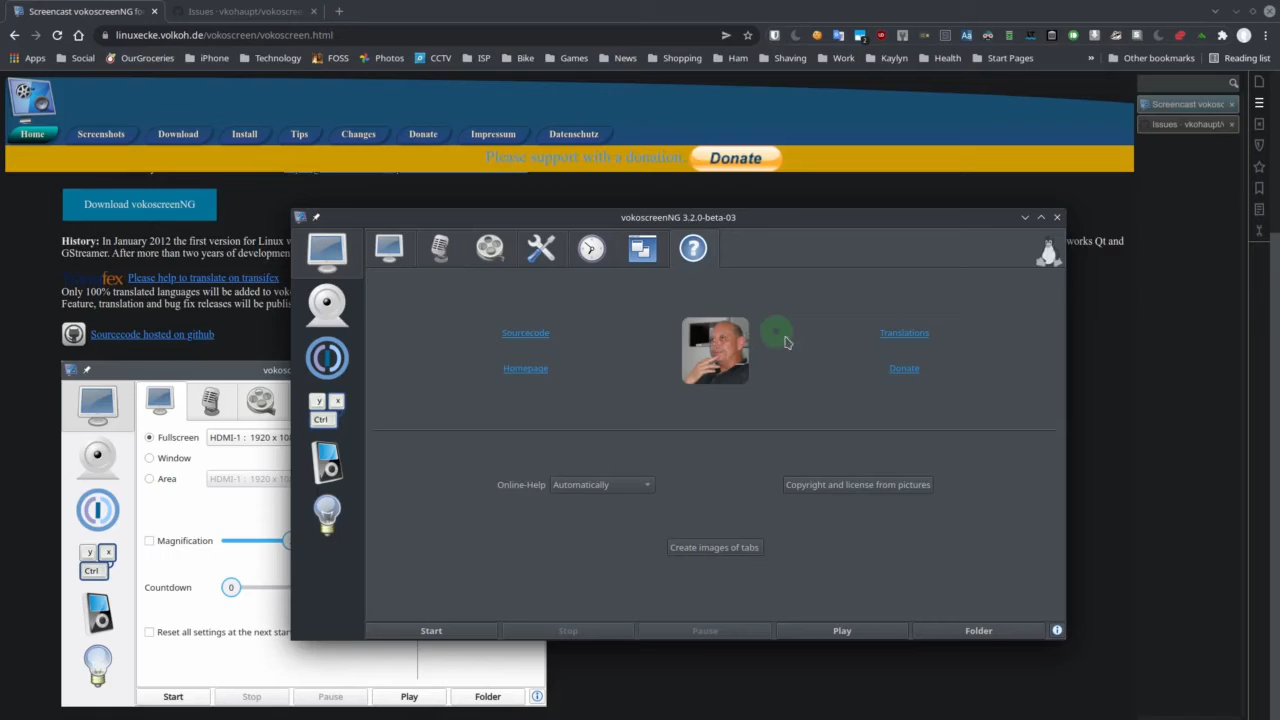 Screencast vokoscreenNG fo
Issues · vkohaupt/vokoscree
linuxecke.volkoh.de/vokoscreen/vokoscreen.html
Apps Social OurGroceries iPhone Technology FOSS Photos CCTV ISP Bike Games News Shopping Ham Shaving Work Kaylyn Health Start Pages » Other bookmarks Reading list
Screencast vokosc
Issues · vkohaupt/
Home Screenshots Download Install Tips Changes Donate Impressum Datenschutz
Please support with a donation. Donate
Download vokoscreenNG
History: In January 2012 the first version for Linux w
works Qt and
GStreamer. After more than two years of developmen
fex Please help to translate on transifex
Only 100% translated languages will be added to vok
Feature, translation and bug fix releases will be publis
Sourcecode hosted on github
vokos
Fullscreen HDMI-1 : 1920 x 108
Window
Area HDMI-1 : 1920 x 108
Magnification
Countdown 0
Reset all settings at the next star
y x
Ctrl
Start Stop Pause Play Folder
vokoscreenNG 3.2.0-beta-03
y x
Ctrl
Sourcecode Translations
Homepage Donate
Online-Help Automatically Copyright and license from pictures
Create images of tabs
Start Stop Pause Play Folder